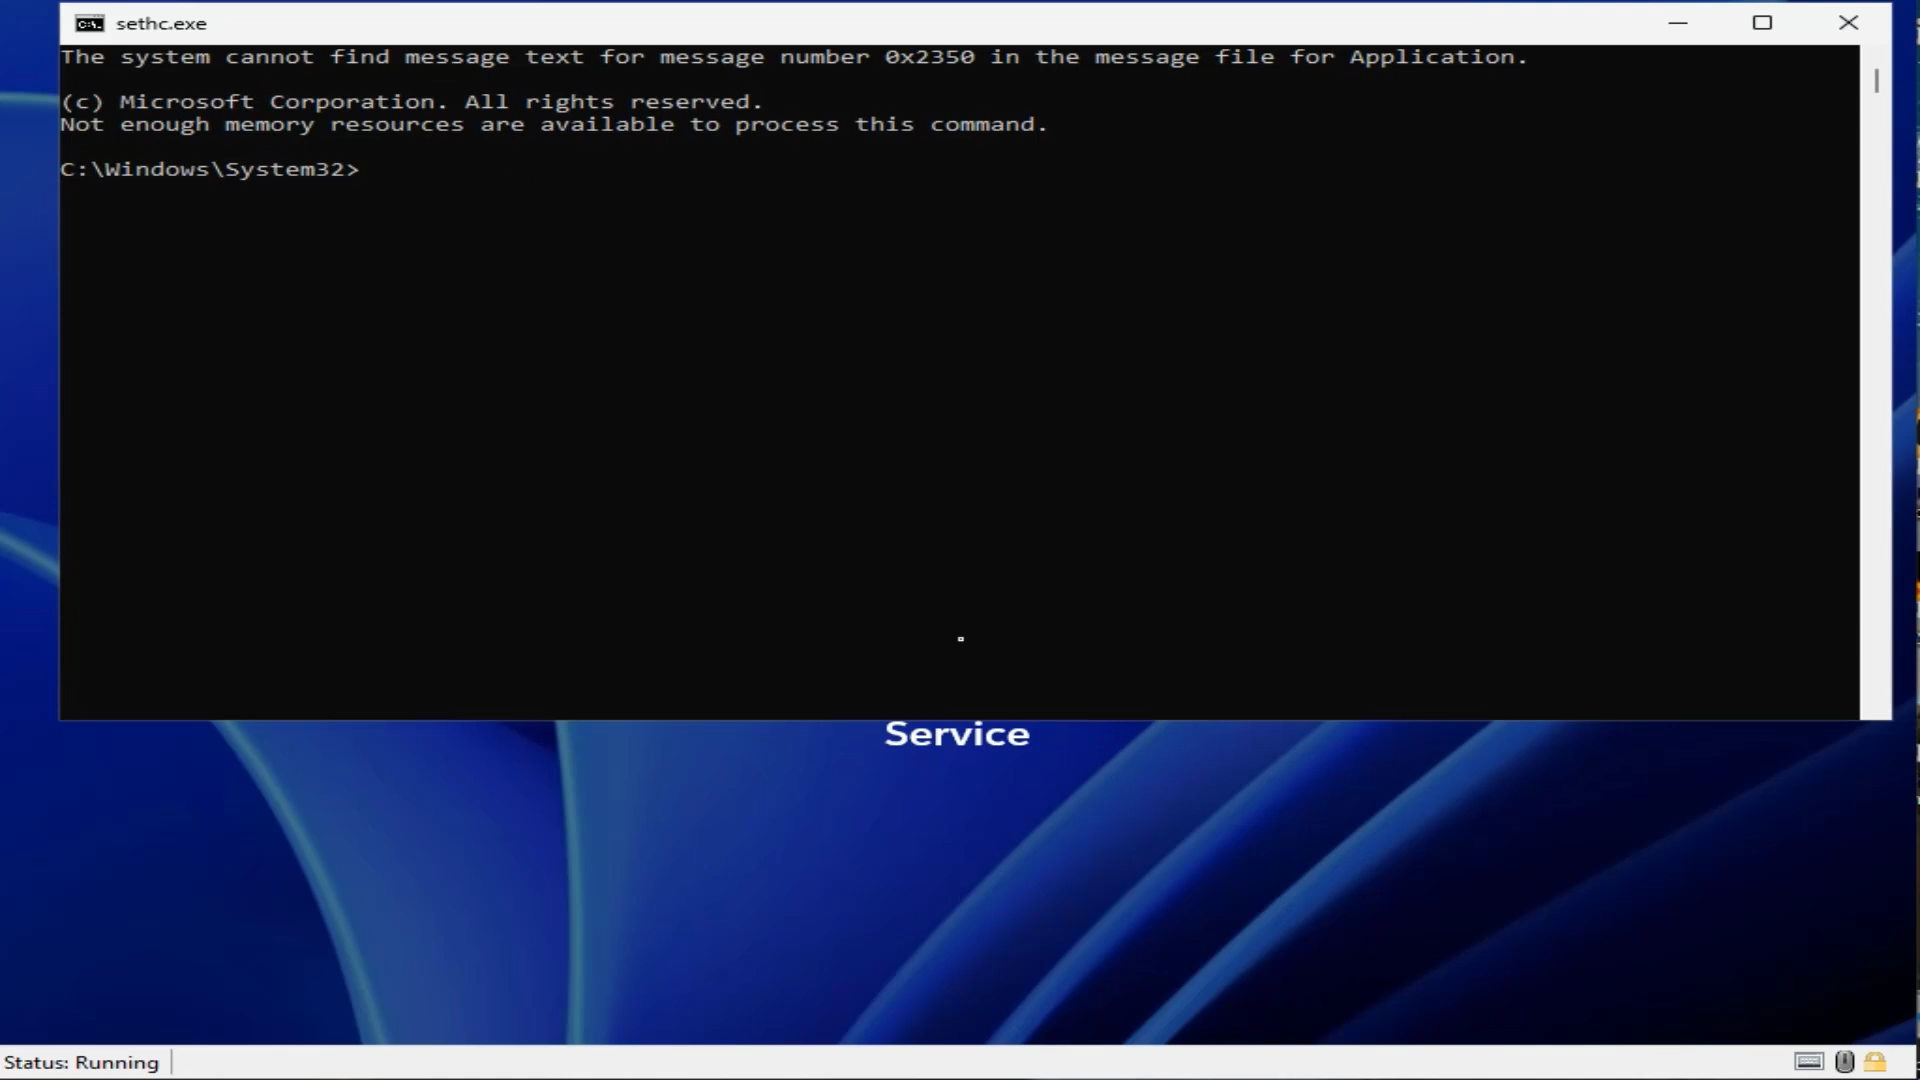 sethc.exe
The system cannot find message text for message number 0x2350 in the message file for Application.
(c) Microsoft Corporation. All rights reserved.
Not enough memory resources are available to process this command.
C:\Windows\System32>
Service
Status: Running